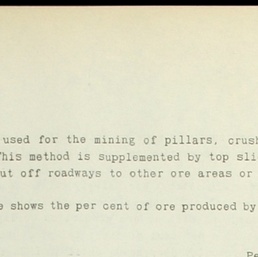 used for the mining of pillars, crush
This method is supplemented by top sli
ut off roadways to other ore areas or
e shows the per cent of ore produced by
Pe